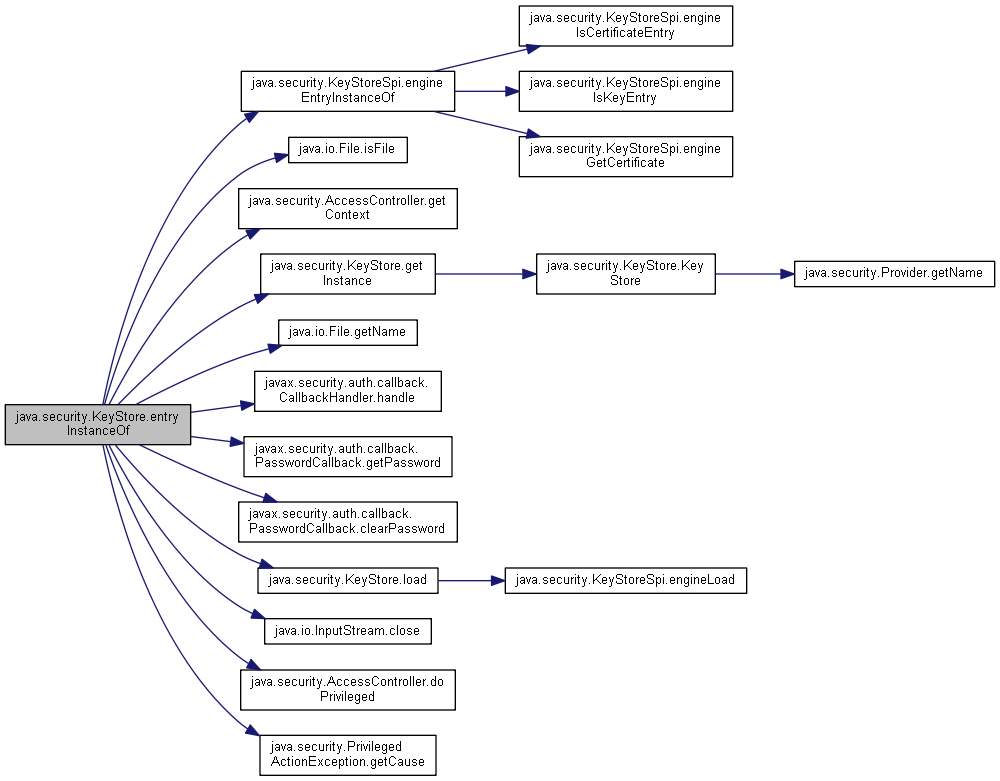 java.security.KeyStoreSpi.engine
IsCertificateEntry
java.security.KeyStoreSpi.engine
EntryInstanceOf
java.security.KeyStoreSpi.engine
IsKeyEntry
java.io.File.isFile
java.security.KeyStoreSpi.engine
GetCertificate
java.security.AccessController.get
Context
java.security.KeyStore.get
Instance
java.security.KeyStore.Key
Store
java.security.Provider.getName
java.io.File.getName
javax.security.auth.callback.
CallbackHandler.handle
java.security.KeyStore.entry
InstanceOf
javax.security.auth.callback.
PasswordCallback.getPassword
javax.security.auth.callback.
PasswordCallback.clearPassword
java.security.KeyStore.load
java.security.KeyStoreSpi.engineLoad
java.io.InputStream.close
java.security.AccessController.do
Privileged
java.security.Privileged
ActionException.getCause